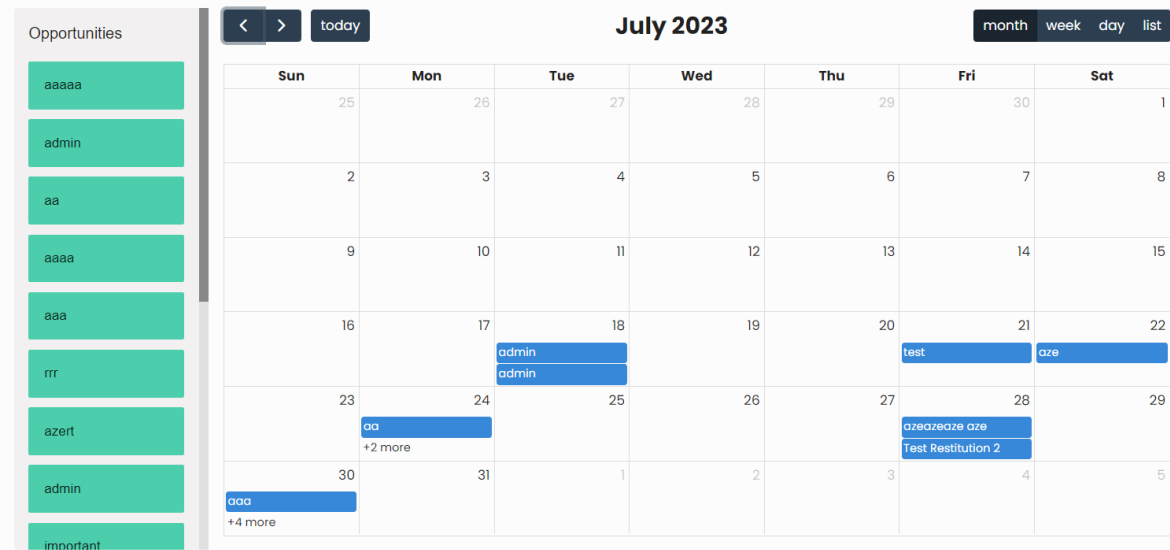 Opportunities
aaaaa
admin
aa
aaaa
aaa
rrr
azert
admin
important
today
July 2023
month week day list
Sun Mon Tue Wed Thu Fri Sat
25 26 27 28 29 30 1
2 3 4 5 6 7 8
9 10 11 12 13 14 15
16 17 18 19 20 21 22
admin test aze
admin
23 24 25 26 27 28 29
aa azeazeaze aze
+2 more Test Restitution 2
30 31 1 2 3 4 5
aaa
+4 more